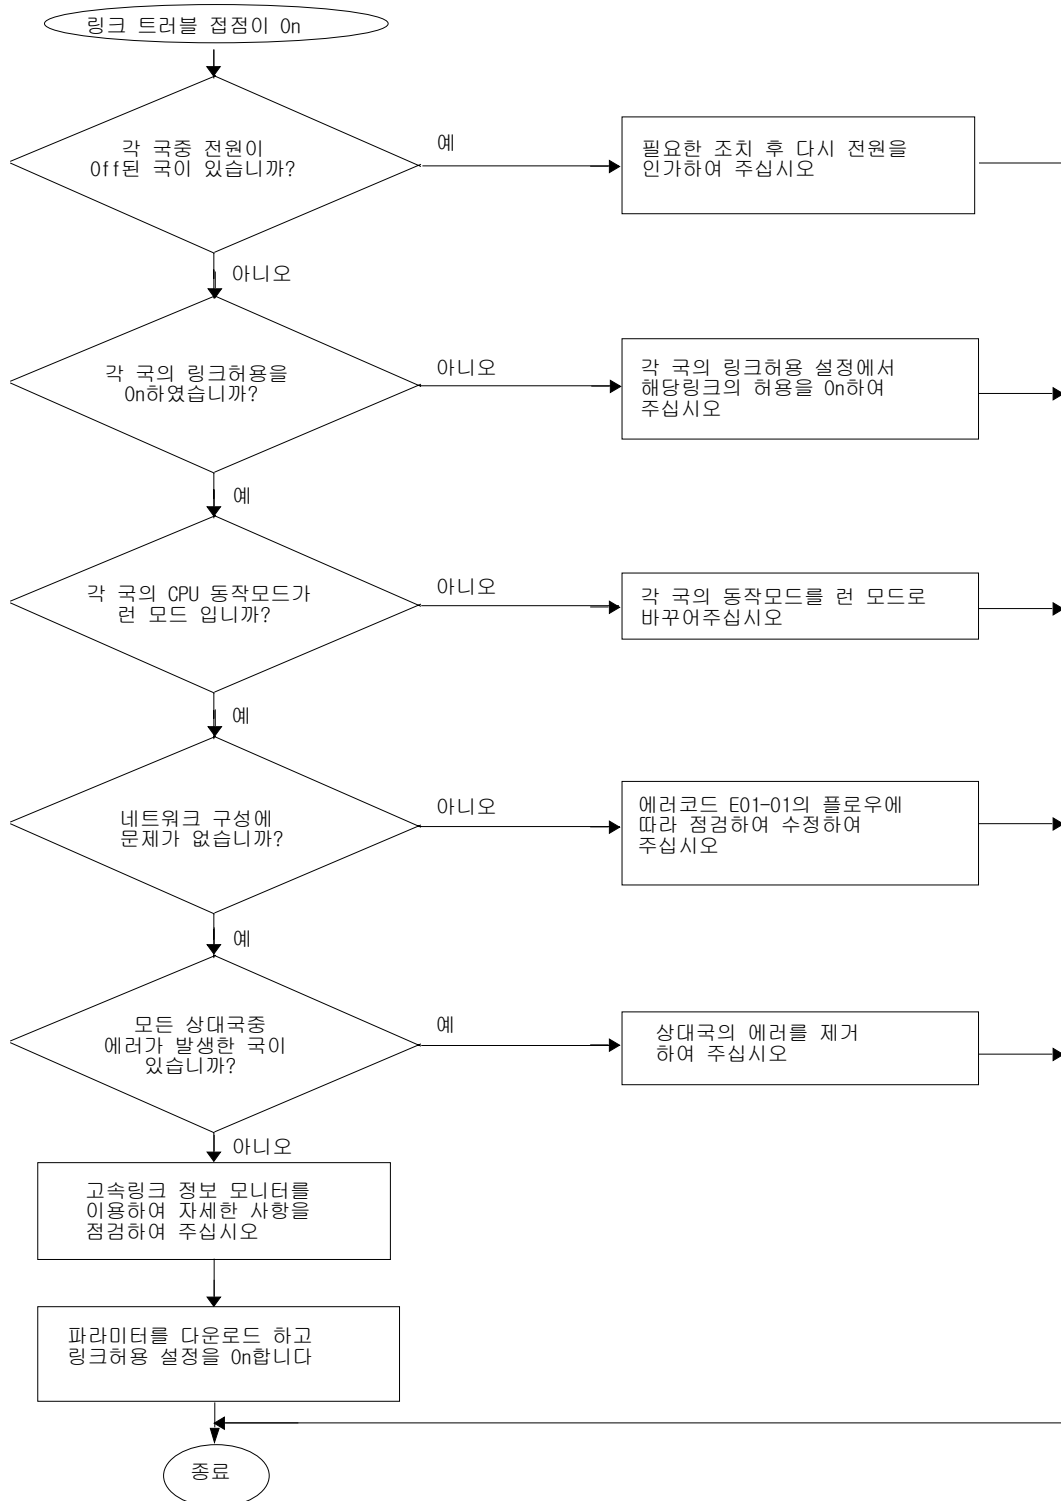 링크 트러블 접점이 On
각 국중 전원이
Off된 국이 있습니까?
예
필요한 조치 후 다시 전원을
인가하여 주십시오
아니오
각 국의 링크허용을
On하였습니까?
아니오
각 국의 링크허용 설정에서
해당링크의 허용을 On하여
주십시오
예
각 국의 CPU 동작모드가
런 모드 입니까?
아니오
각 국의 동작모드를 런 모드로
바꾸어주십시오
예
네트워크 구성에
문제가 없습니까?
아니오
에러코드 E01-01의 플로우에
따라 점검하여 수정하여
주십시오
예
모든 상대국중
에러가 발생한 국이
있습니까?
예
상대국의 에러를 제거
하여 주십시오
아니오
고속링크 정보 모니터를
이용하여 자세한 사항을
점검하여 주십시오
파라미터를 다운로드 하고
링크허용 설정을 On합니다
종료